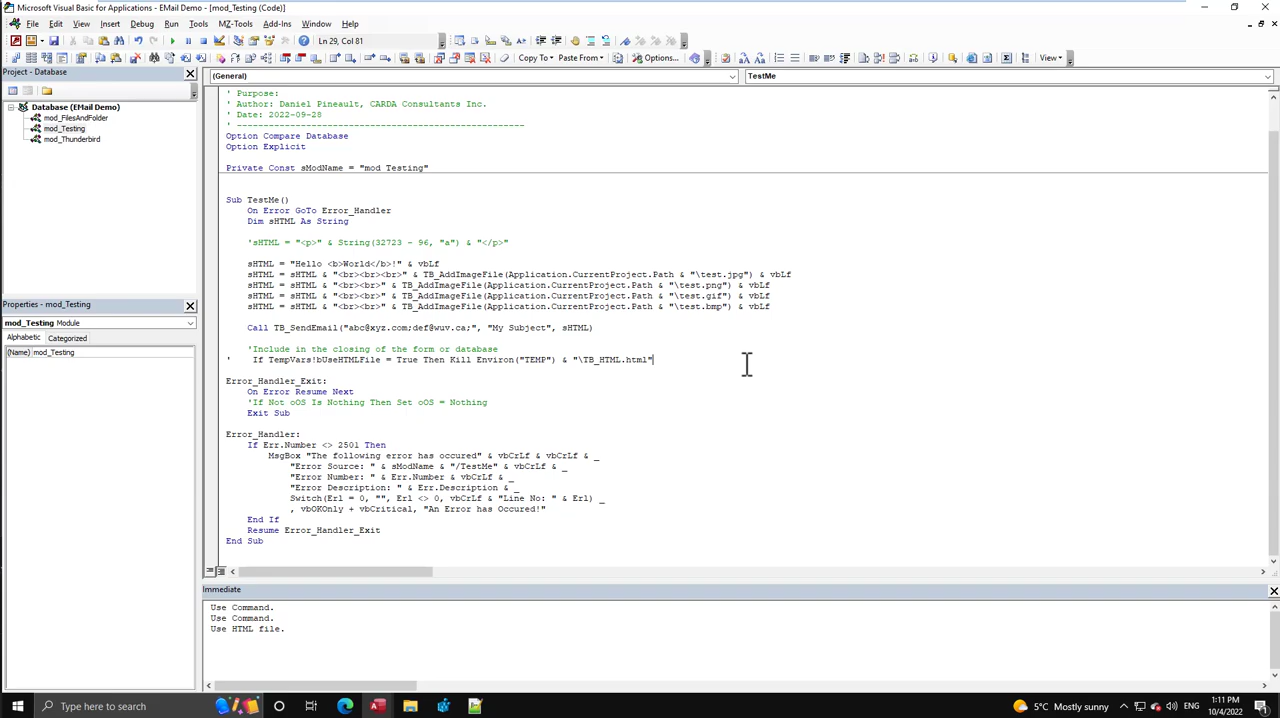 Microsoft Visual Basic for Applications - EMail Demo - [mod_Testing (Code)]
File Edit View Insert Format Debug Run Tools MZ-Tools Add-Ins Window Help
Ln 29, Col 81
Copy To Paste From Options... View
Project - Database
Database (EMail Demo)
mod_FilesAndFolder
mod_Testing
mod_Thunderbird
Properties - mod_Testing
mod_Testing Module
Alphabetic Categorized
(Name) mod_Testing
(General) TestMe
' Purpose:
' Author: Daniel Pineault, CARDA Consultants Inc.
' Date: 2022-09-28
' ------------------------------------------------------
Option Compare Database
Option Explicit
Private Const sModName = "mod_Testing"
Sub TestMe()
On Error GoTo Error_Handler
Dim sHTML As String
'sHTML = "<p>" & String(32723 - 96, "a") & "</p>"
sHTML = "Hello <b>World</b>!" & vbLf
sHTML = sHTML & "<br><br><br>" & TB_AddImageFile(Application.CurrentProject.Path & "\test.jpg") & vbLf
sHTML = sHTML & "<br><br>" & TB_AddImageFile(Application.CurrentProject.Path & "\test.png") & vbLf
sHTML = sHTML & "<br><br>" & TB_AddImageFile(Application.CurrentProject.Path & "\test.gif") & vbLf
sHTML = sHTML & "<br><br>" & TB_AddImageFile(Application.CurrentProject.Path & "\test.bmp") & vbLf
Call TB_SendEmail("abc@xyz.com;def@wuv.ca;", "My Subject", sHTML)
'Include in the closing of the form or database
' If TempVars!bUseHTMLFile = True Then Kill Environ("TEMP") & "\TB_HTML.html"
Error_Handler_Exit:
On Error Resume Next
'If Not oOS Is Nothing Then Set oOS = Nothing
Exit Sub
Error_Handler:
If Err.Number <> 2501 Then
MsgBox "The following error has occured" & vbCrLf & vbCrLf & _
"Error Source: " & sModName & "/TestMe" & vbCrLf & _
"Error Number: " & Err.Number & vbCrLf & _
"Error Description: " & Err.Description & _
Switch(Erl = 0, "", Erl <> 0, vbCrLf & "Line No: " & Erl) _
, vbOKOnly + vbCritical, "An Error has Occured!"
End If
Resume Error_Handler_Exit
End Sub
Immediate
Use Command.
Use Command.
Use HTML file.
Type here to search
5°C Mostly sunny
1:11 PM
10/4/2022